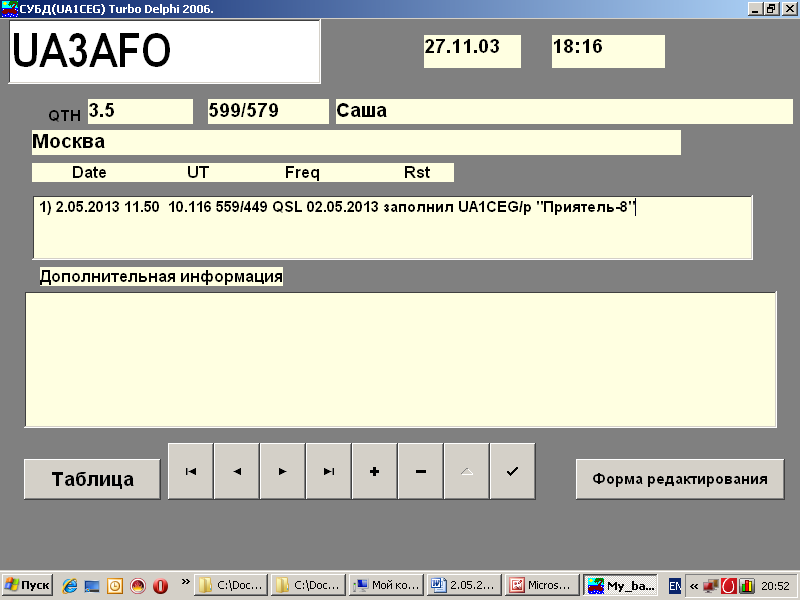 СУБД(UA1CEG) Turbo Delphi 2006.
UA3AFO
27.11.03
18:16
QTH
3.5
599/579
Саша
Москва
Date UT Freq Rst
1) 2.05.2013 11.50 10.116 559/449 QSL 02.05.2013 заполнил UA1CEG/p "Приятель-8"
Дополнительная информация
Таблица
Форма редактирования
Пуск
»
C:\Doc...
C:\Doc...
Мой ко...
2.05.2...
Micros...
My_ba...
EN
«
20:52